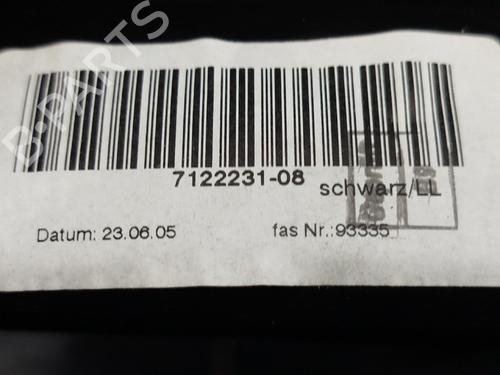 B-PARTS
7122231-08
schwarz/LL
Datum: 23.06.05
fas Nr.:93335